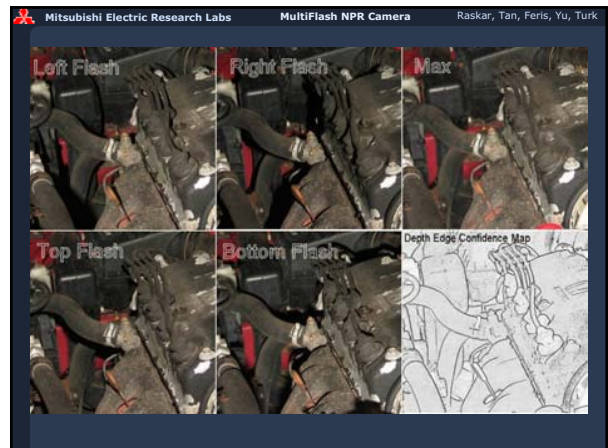 Mitsubishi Electric Research Labs MultiFlash NPR Camera Raskar, Tan, Feris, Yu, Turk
Left Flash Right Flash Max
Top Flash Bottom Flash Depth Edge Confidence Map